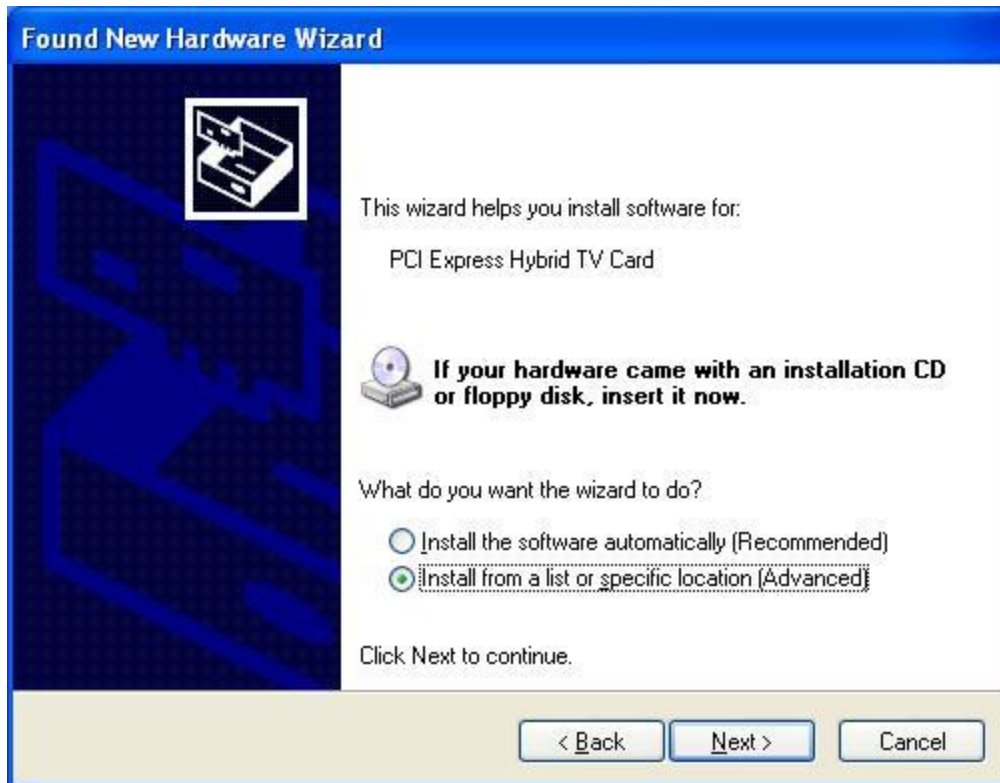 Found New Hardware Wizard
This wizard helps you install software for:
PCI Express Hybrid TV Card
If your hardware came with an installation CD
or floppy disk, insert it now.
What do you want the wizard to do?
Install the software automatically (Recommended)
Install from a list or specific location (Advanced)
Click Next to continue.
< Back Next > Cancel